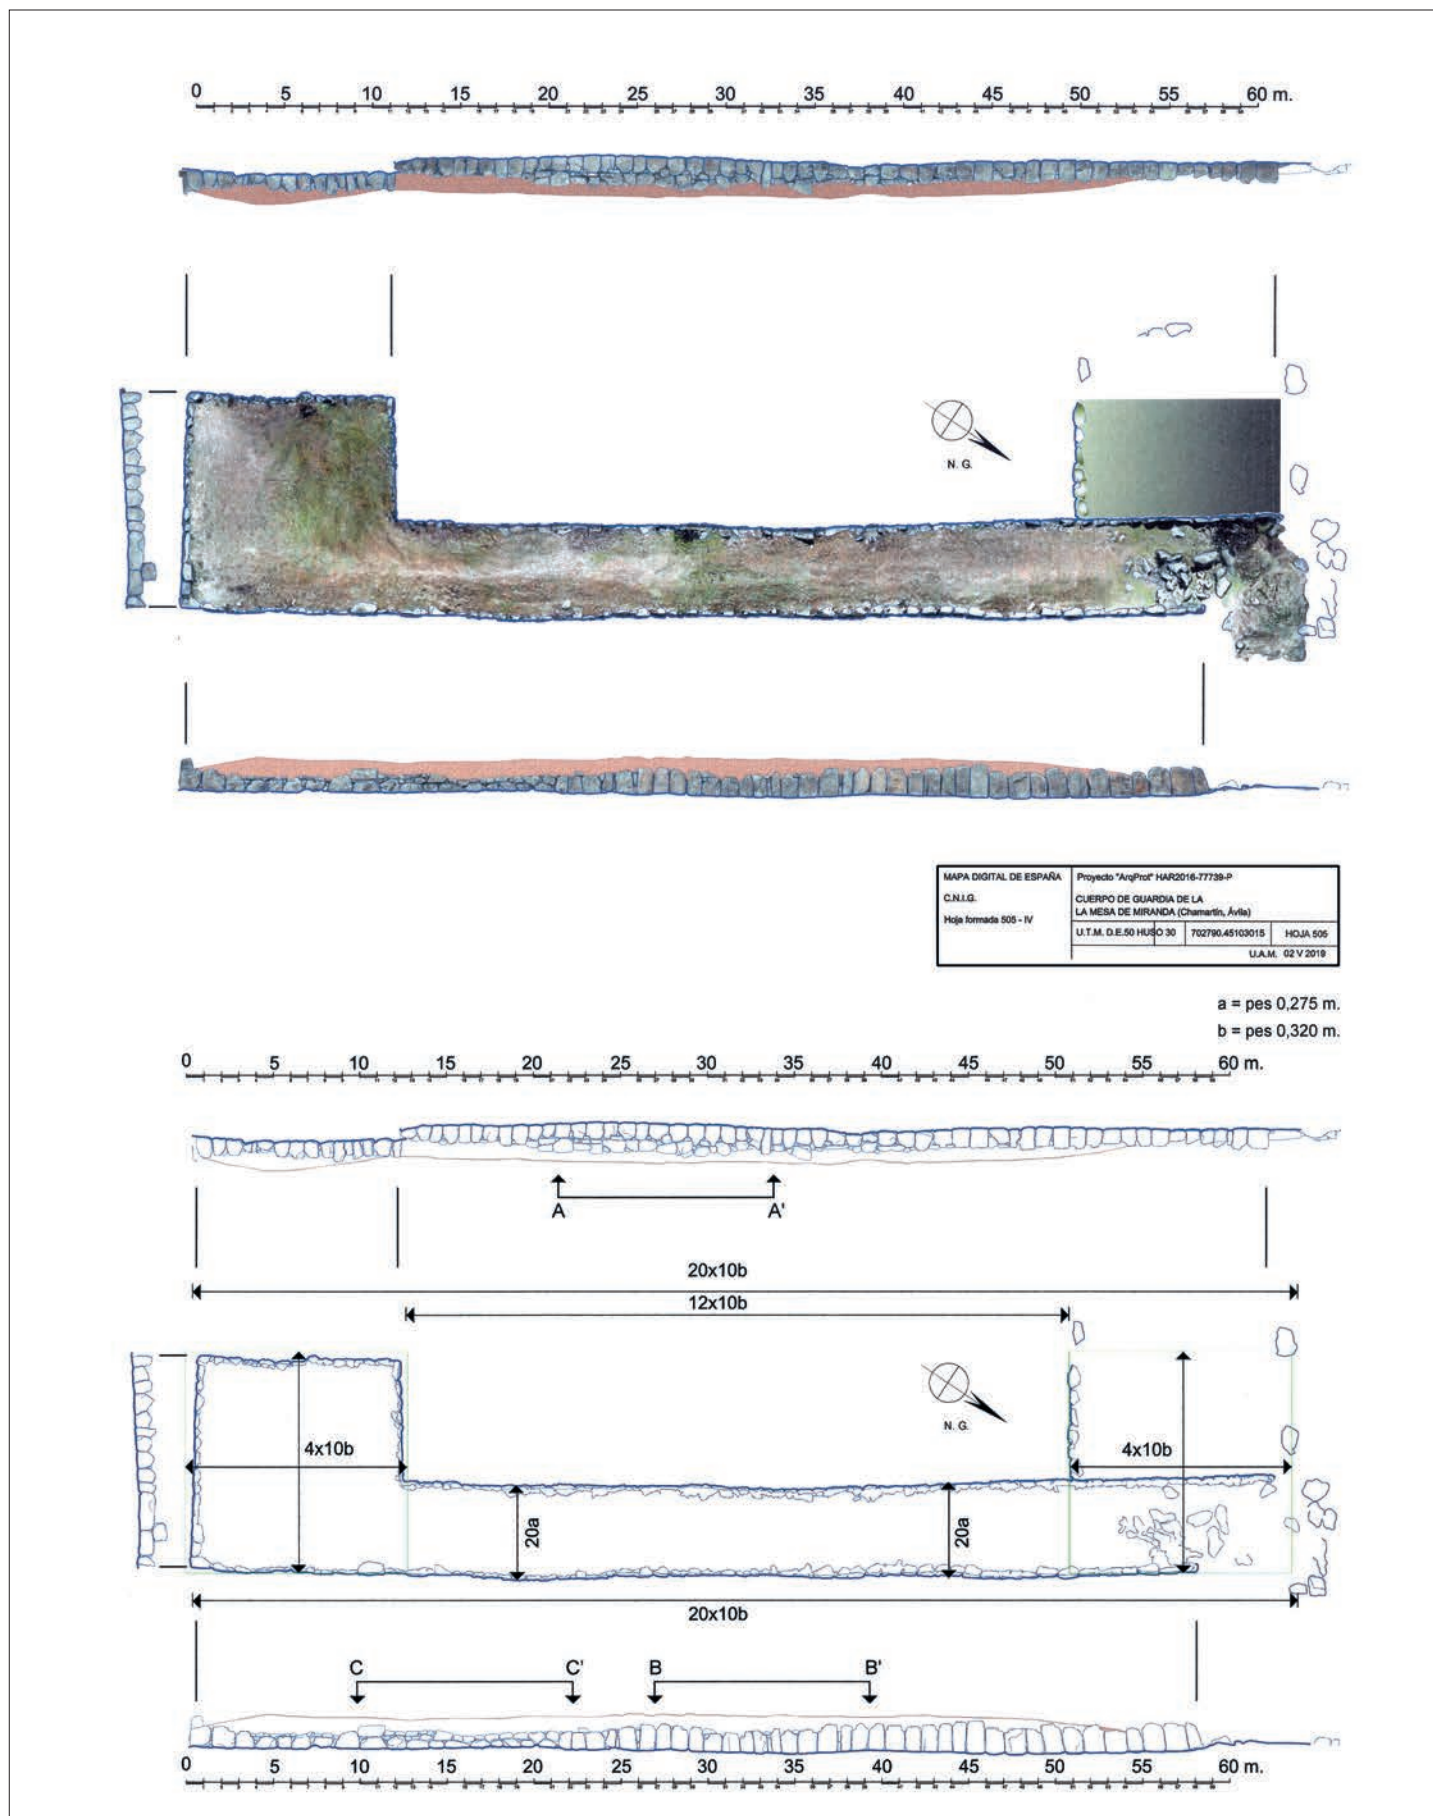 0 5 10 15 20 25 30 35 40 45 50 55 60 m.
N. G.
MAPA DIGITAL DE ESPAÑA
C.N.I.G.
Hoja formada 505 - IV
Proyecto "ArqProt" HAR2016-77739-P
CUERPO DE GUARDIA DE LA
LA MESA DE MIRANDA (Chamartín, Ávila)
U.T.M. D.E.50 HUSO 30 702790.45103015 HOJA 505
U.A.M. 02 V 2019
a = pes 0,275 m.
b = pes 0,320 m.
0 5 10 15 20 25 30 35 40 45 50 55 60 m.
A A'
20x10b
12x10b
N. G.
4x10b 4x10b
20a 20a
20x10b
C C' B B'
0 5 10 15 20 25 30 35 40 45 50 55 60 m.